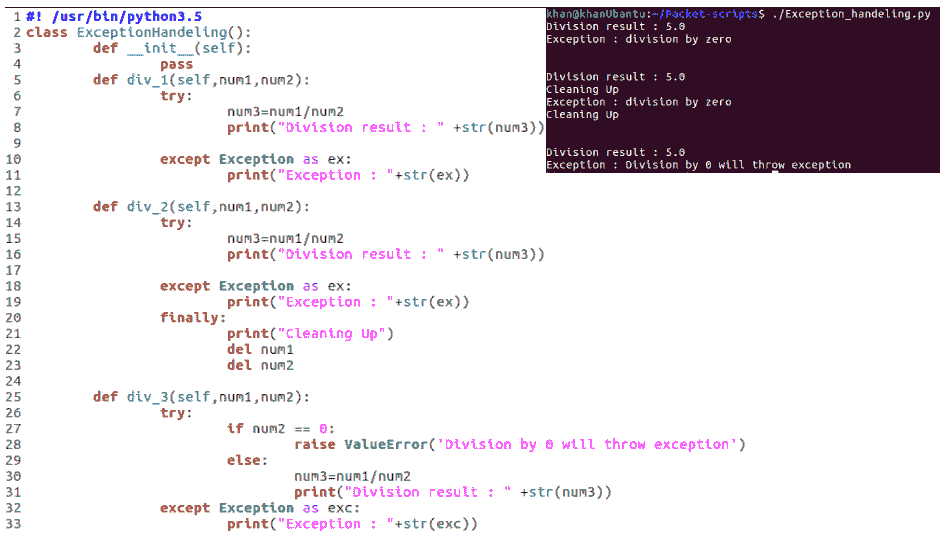 1 #! /usr/bin/python3.5
2 class ExceptionHandeling():
3         def __init__(self):
4                 pass
5         def div_1(self,num1,num2):
6                 try:
7                         num3=num1/num2
8                         print("Division result : " +str(num3))
9
10                 except Exception as ex:
11                         print("Exception : "+str(ex))
12
13         def div_2(self,num1,num2):
14                 try:
15                         num3=num1/num2
16                         print("Division result : " +str(num3))
17
18                 except Exception as ex:
19                         print("Exception : "+str(ex))
20                 finally:
21                         print("Cleaning Up")
22                         del num1
23                         del num2
24
25         def div_3(self,num1,num2):
26                 try:
27                         if num2 == 0:
28                                 raise ValueError('Division by 0 will throw exception')
29                         else:
30                                 num3=num1/num2
31                                 print("Division result : " +str(num3))
32                 except Exception as exc:
33                         print("Exception : "+str(exc))
khan@khanUbantu:~/Packet-scripts$ ./Exception_handeling.py
Division result : 5.0
Exception : division by zero
Division result : 5.0
Cleaning Up
Exception : division by zero
Cleaning Up
Division result : 5.0
Exception : Division by 0 will throw exception